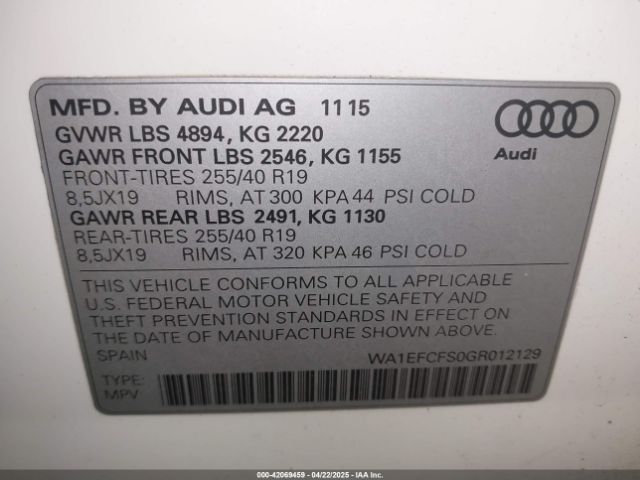 MFD. BY AUDI AG 11 15
GVWR LBS 4894, KG 2220
GAWR FRONT LBS 2546, KG 1155
FRONT-TIRES 255/40 R19
8,5JX19 RIMS, AT 300 KPA 44 PSI COLD
GAWR REAR LBS 2491, KG 1130
REAR-TIRES 255/40 R19
8,5JX19 RIMS, AT 320 KPA 46 PSI COLD
Audi
THIS VEHICLE CONFORMS TO ALL APPLICABLE
U.S. FEDERAL MOTOR VEHICLE SAFETY AND
THEFT PREVENTION STANDARDS IN EFFECT ON
THE DATE OF MANUFACTURE SHOWN ABOVE.
SPAIN WA1EFCFS0GR012129
MPV
000-42069459 - 04/22/2025 - IAA, Inc.